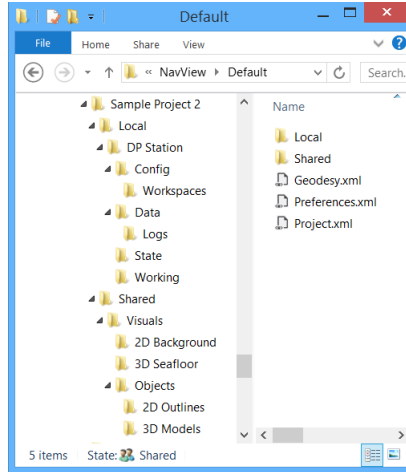 Default
File
Home
Share
View
« NavView Default
Search.
Sample Project 2
Local
DP Station
Config
Workspaces
Data
Logs
State
Working
Shared
Visuals
2D Background
3D Seafloor
Objects
2D Outlines
3D Models
Name
Local
Shared
Geodesy.xml
Preferences.xml
Project.xml
5 items State: Shared